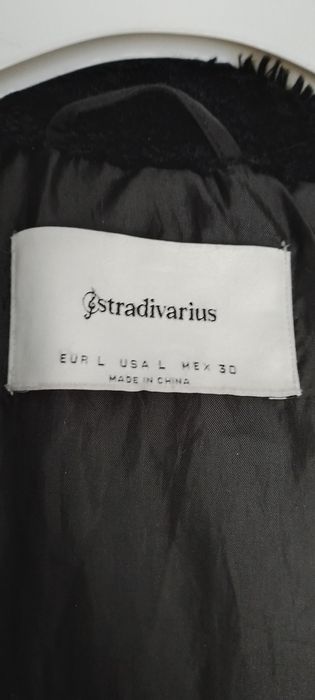 stradivarius
EUR L USA L MEX 30
MADE IN CHINA